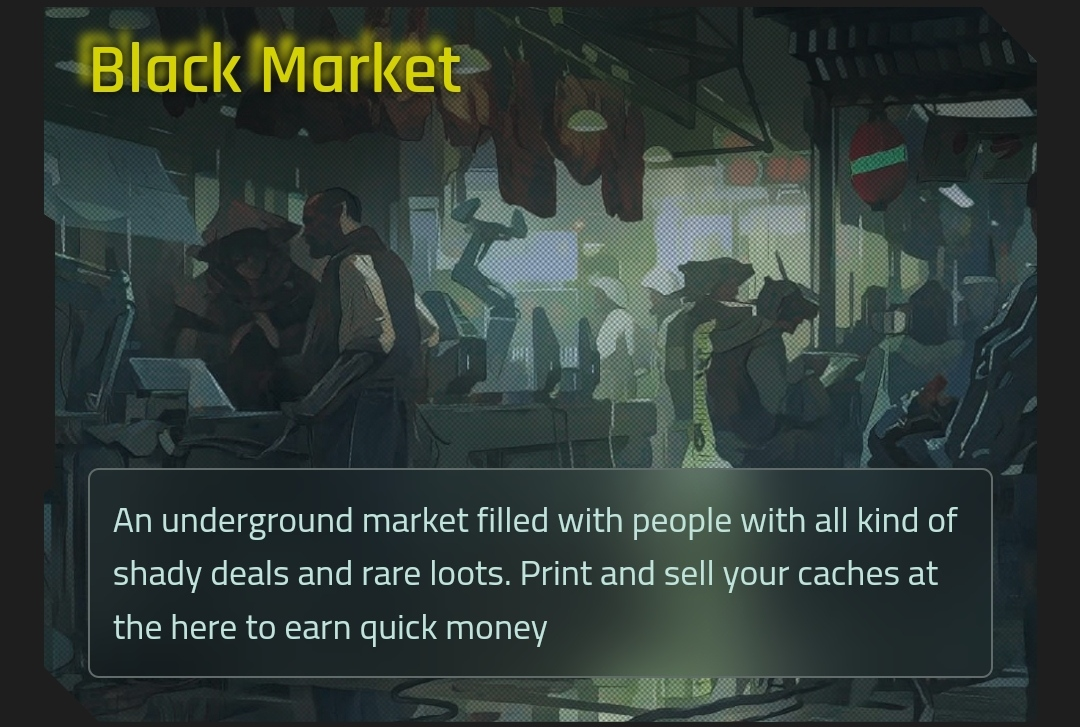 Black Market
An underground market filled with people with all kind of
shady deals and rare loots. Print and sell your caches at
the here to earn quick money